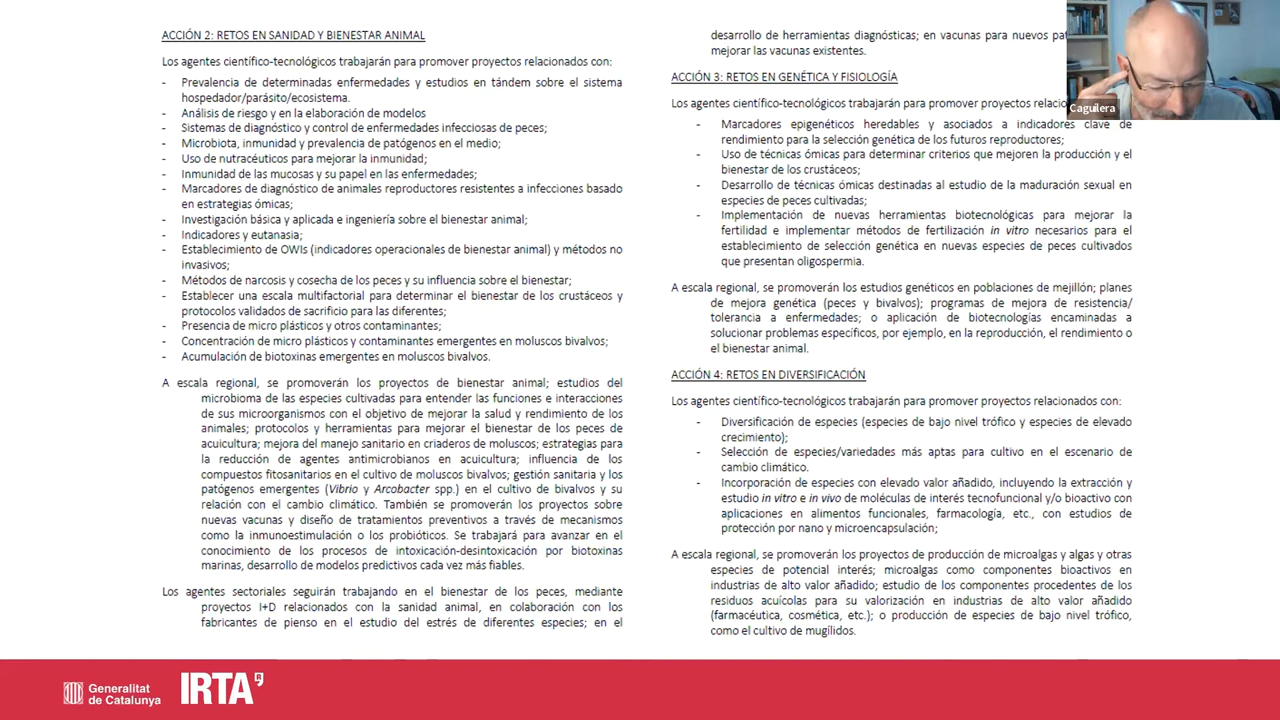 ACCIÓN 2: RETOS EN SANIDAD Y BIENESTAR ANIMAL
Los agentes científico-tecnológicos trabajarán para promover proyectos relacionados con:
- Prevalencia de determinadas enfermedades y estudios en tándem sobre el sistema
hospedador/parásito/ecosistema.
- Análisis de riesgo y en la elaboración de modelos
- Sistemas de diagnóstico y control de enfermedades infecciosas de peces;
- Microbiota, inmunidad y prevalencia de patógenos en el medio;
- Uso de nutracéuticos para mejorar la inmunidad;
- Inmunidad de las mucosas y su papel en las enfermedades;
- Marcadores de diagnóstico de animales reproductores resistentes a infecciones basado
en estrategias ómicas;
- Investigación básica y aplicada e ingeniería sobre el bienestar animal;
- Indicadores y eutanasia;
- Establecimiento de OWIs (indicadores operacionales de bienestar animal) y métodos no
invasivos;
- Métodos de narcosis y cosecha de los peces y su influencia sobre el bienestar;
- Establecer una escala multifactorial para determinar el bienestar de los crustáceos y
protocolos validados de sacrificio para las diferentes;
- Presencia de micro plásticos y otros contaminantes;
- Concentración de micro plásticos y contaminantes emergentes en moluscos bivalvos;
- Acumulación de biotoxinas emergentes en moluscos bivalvos.
A escala regional, se promoverán los proyectos de bienestar animal; estudios del
microbioma de las especies cultivadas para entender las funciones e interacciones
de sus microorganismos con el objetivo de mejorar la salud y rendimiento de los
animales; protocolos y herramientas para mejorar el bienestar de los peces de
acuicultura; mejora del manejo sanitario en criaderos de moluscos; estrategias para
la reducción de agentes antimicrobianos en acuicultura; influencia de los
compuestos fitosanitarios en el cultivo de moluscos bivalvos; gestión sanitaria y los
patógenos emergentes (Vibrio y Arcobacter spp.) en el cultivo de bivalvos y su
relación con el cambio climático. También se promoverán los proyectos sobre
nuevas vacunas y diseño de tratamientos preventivos a través de mecanismos
como la inmunoestimulación o los probióticos. Se trabajará para avanzar en el
conocimiento de los procesos de intoxicación-desintoxicación por biotoxinas
marinas, desarrollo de modelos predictivos cada vez más fiables.
Los agentes sectoriales seguirán trabajando en el bienestar de los peces, mediante
proyectos I+D relacionados con la sanidad animal, en colaboración con los
fabricantes de pienso en el estudio del estrés de diferentes especies; en el
desarrollo de herramientas diagnósticas; en vacunas para nuevos
mejorar las vacunas existentes.
ACCIÓN 3: RETOS EN GENÉTICA Y FISIOLOGÍA
Los agentes científico-tecnológicos trabajarán para promover proyectos
- Marcadores epigenéticos heredables y asociados a indicadores clave de
rendimiento para la selección genética de los futuros reproductores;
- Uso de técnicas ómicas para determinar criterios que mejoren la producción y el
bienestar de los crustáceos;
- Desarrollo de técnicas ómicas destinadas al estudio de la maduración sexual en
especies de peces cultivadas;
- Implementación de nuevas herramientas biotecnológicas para mejorar la
fertilidad e implementar métodos de fertilización in vitro necesarios para el
establecimiento de selección genética en nuevas especies de peces cultivados
que presentan oligospermia.
A escala regional, se promoverán los estudios genéticos en poblaciones de mejillón; planes
de mejora genética (peces y bivalvos); programas de mejora de resistencia/
tolerancia a enfermedades; o aplicación de biotecnologías encaminadas a
solucionar problemas específicos, por ejemplo, en la reproducción, el rendimiento o
el bienestar animal.
ACCIÓN 4: RETOS EN DIVERSIFICACIÓN
Los agentes científico-tecnológicos trabajarán para promover proyectos relacionados con:
- Diversificación de especies (especies de bajo nivel trófico y especies de elevado
crecimiento);
- Selección de especies/variedades más aptas para cultivo en el escenario de
cambio climático.
- Incorporación de especies con elevado valor añadido, incluyendo la extracción y
estudio in vitro e in vivo de moléculas de interés tecnofuncional y/o bioactivo con
aplicaciones en alimentos funcionales, farmacología, etc., con estudios de
protección por nano y microencapsulación;
A escala regional, se promoverán los proyectos de producción de microalgas y algas y otras
especies de potencial interés; microalgas como componentes bioactivos en
industrias de alto valor añadido; estudio de los componentes procedentes de los
residuos acuícolas para su valorización en industrias de alto valor añadido
(farmacéutica, cosmética, etc.); o producción de especies de bajo nivel trófico,
como el cultivo de mugílidos.
Caguilera
Generalitat
de Catalunya
IRTA